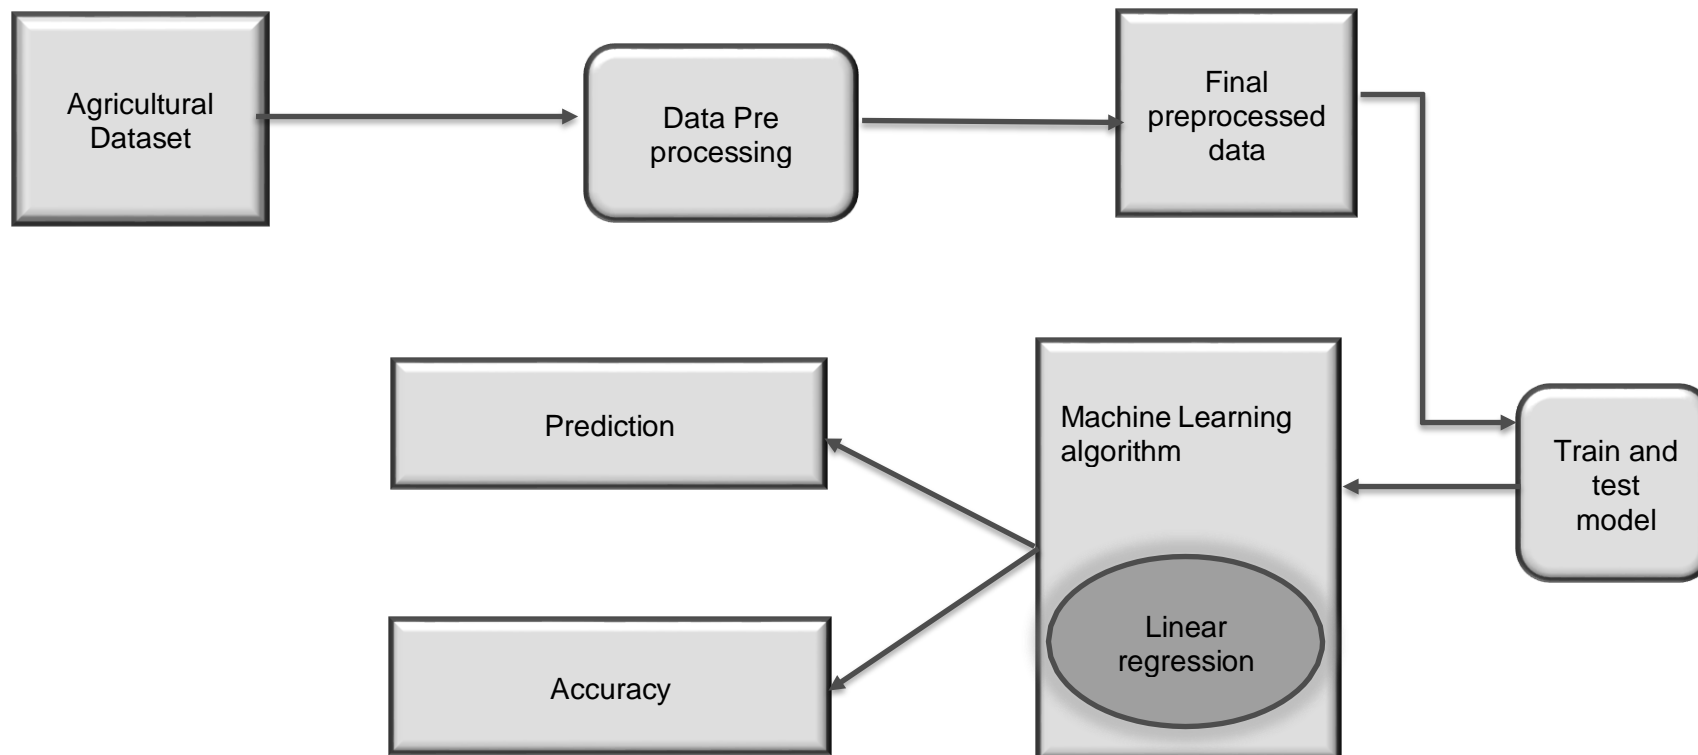 Agricultural
Dataset
Data Pre
processing
Final
preprocessed
data
Train and
test
model
Machine Learning
algorithm
Linear
regression
Prediction
Accuracy